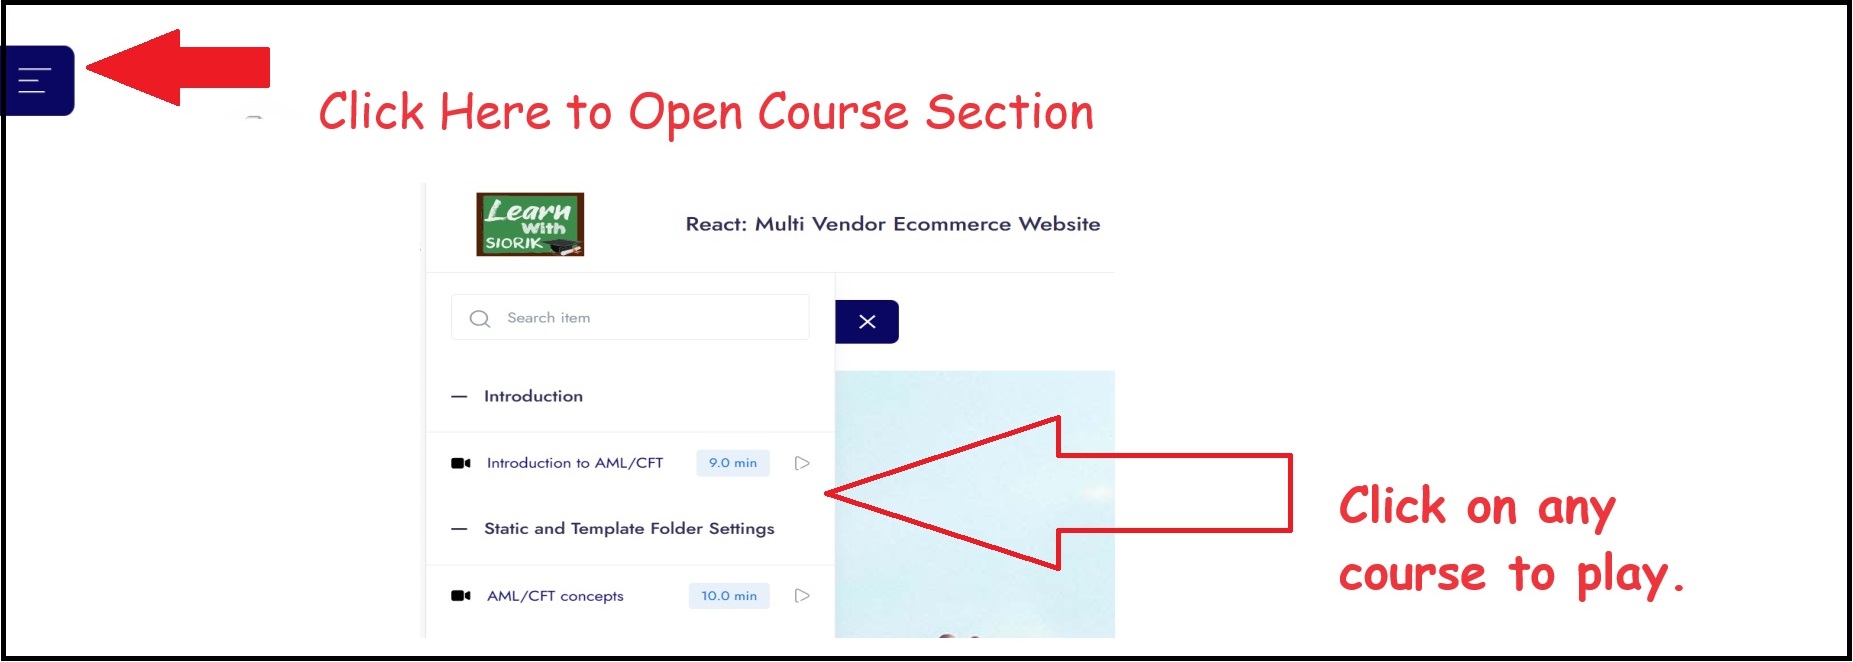 Click Here to Open Course Section
Learn
With
SIORIK
React: Multi Vendor Ecommerce Website
Search item
Introduction
Introduction to AML/CFT 9.0 min
Static and Template Folder Settings
AML/CFT concepts 10.0 min
Click on any
course to play.